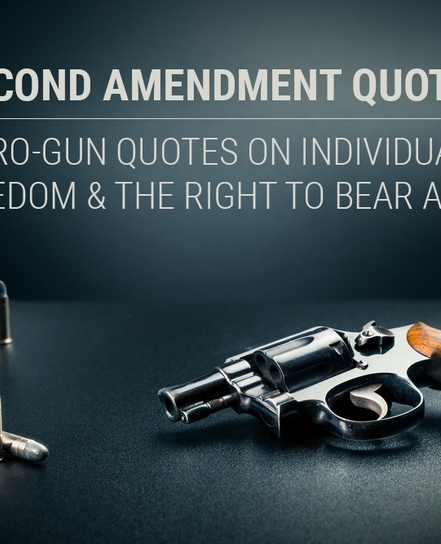 COND AMENDMENT QUOT
RO-GUN QUOTES ON INDIVIDUA
EDOM & THE RIGHT TO BEAR A